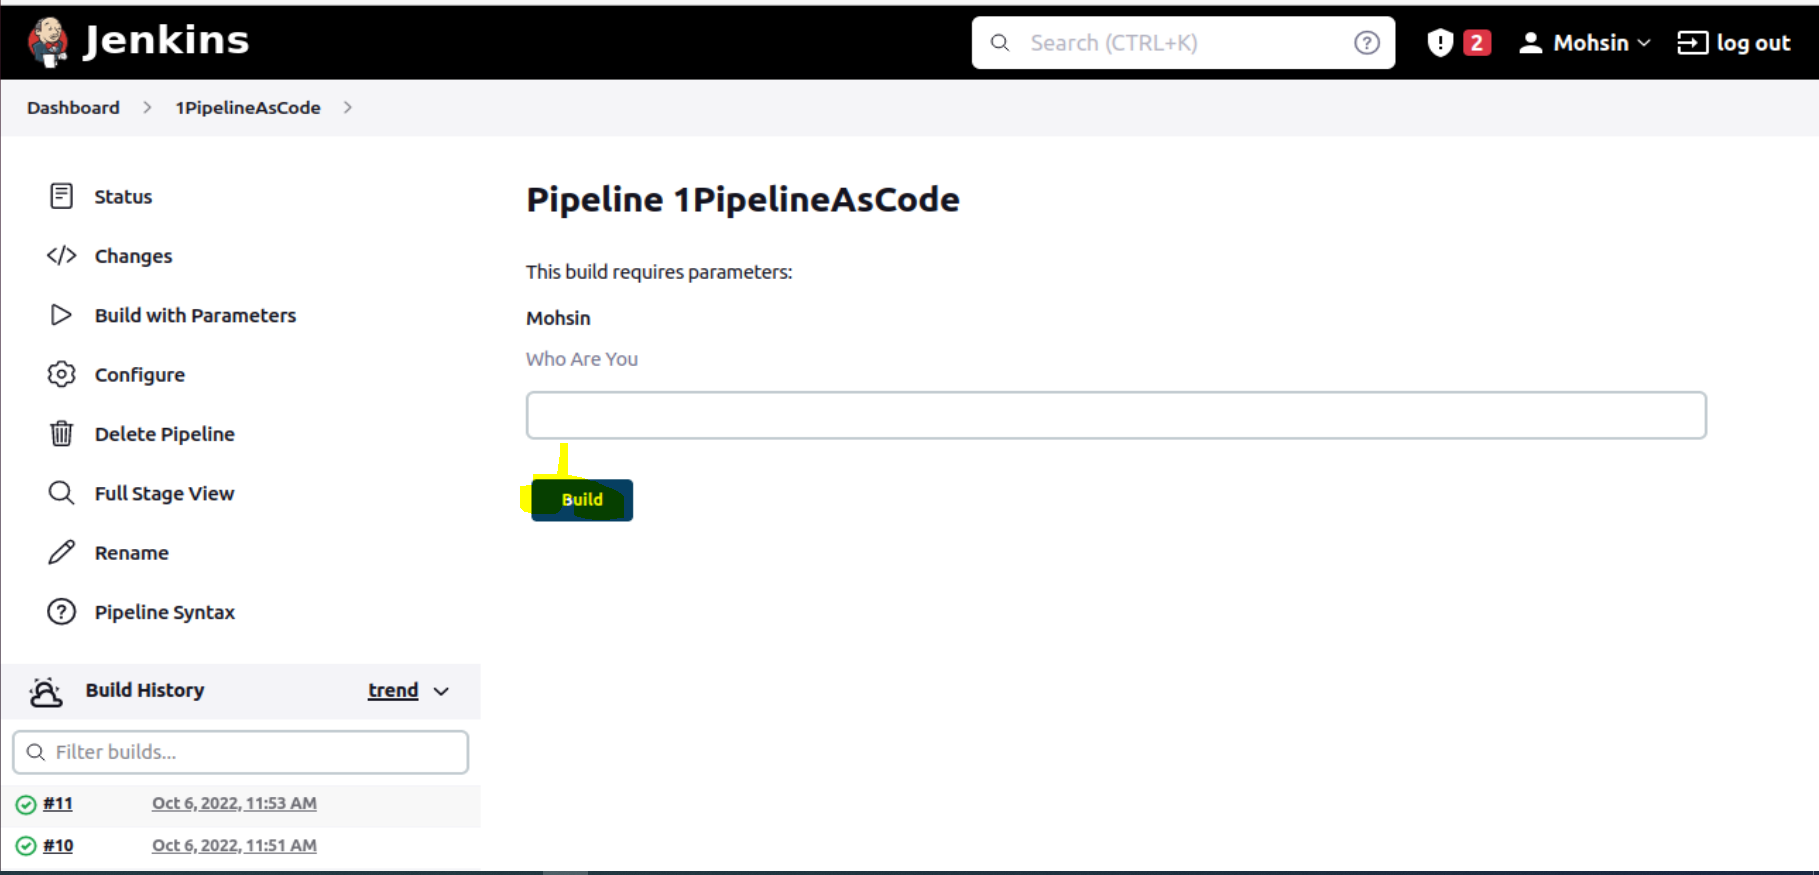 Jenkins
Search (CTRL+K)
2
Mohsin
log out
Dashboard
1PipelineAsCode
Status
Changes
Build with Parameters
Configure
Delete Pipeline
Full Stage View
Rename
Pipeline Syntax
Build History
trend
Filter builds...
#11 Oct 6, 2022, 11:53 AM
#10 Oct 6, 2022, 11:51 AM
Pipeline 1PipelineAsCode
This build requires parameters:
Mohsin
Who Are You
Build